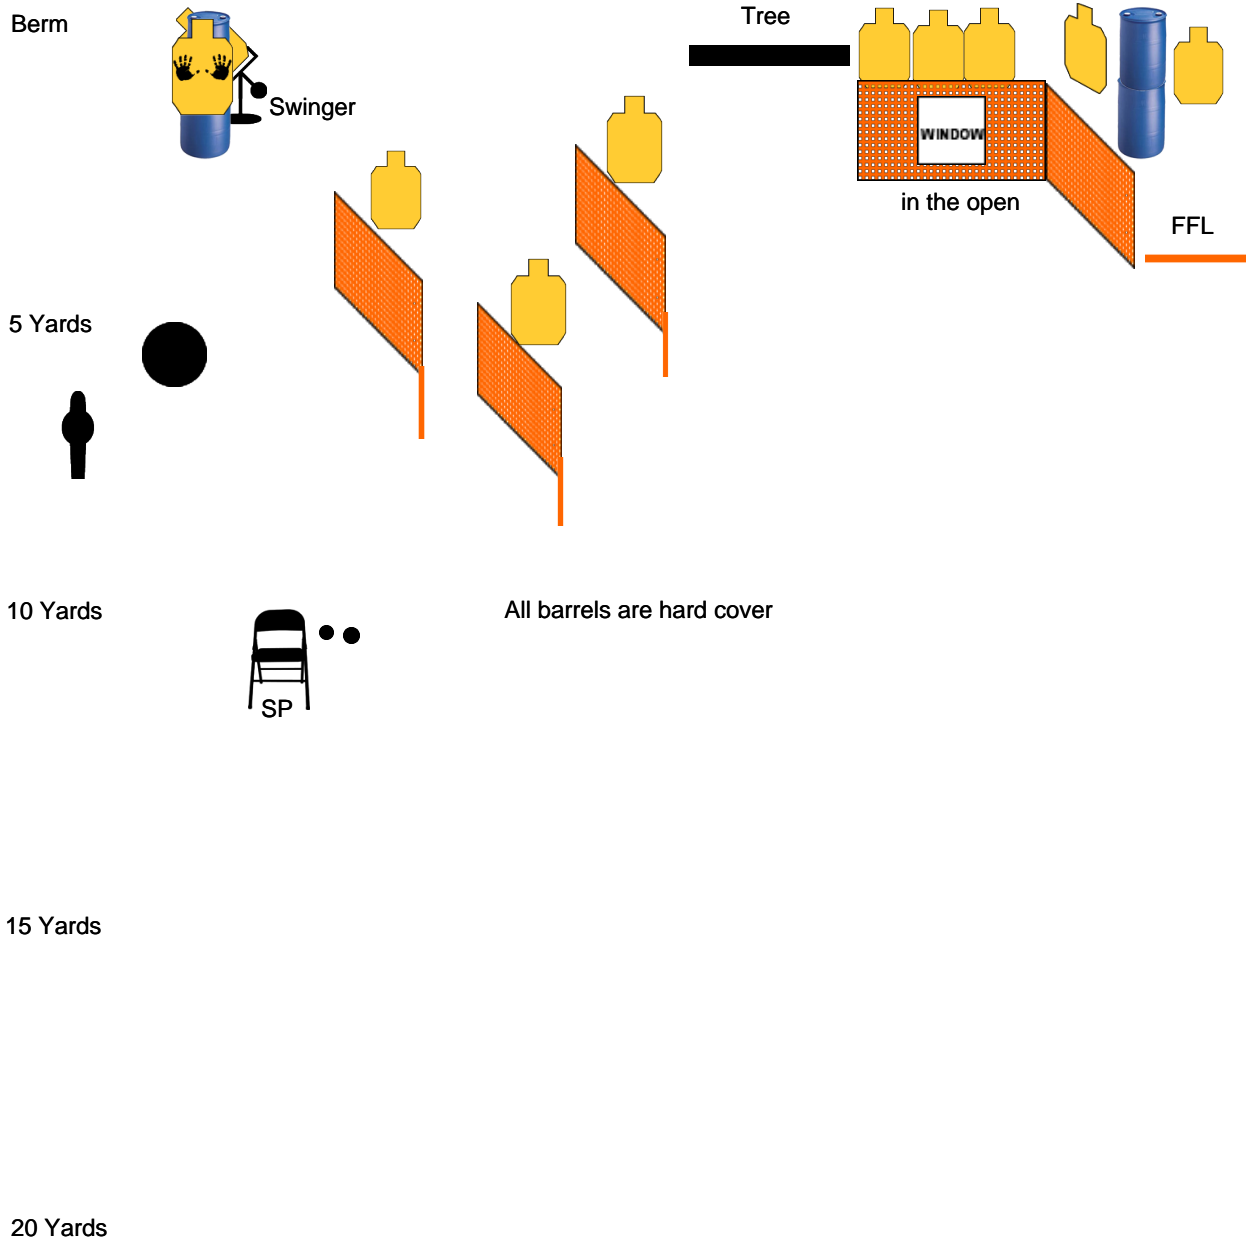 Berm
Tree
Swinger
WINDOW
in the open
FFL
5 Yards
10 Yards
All barrels are hard cover
SP
15 Yards
20 Yards